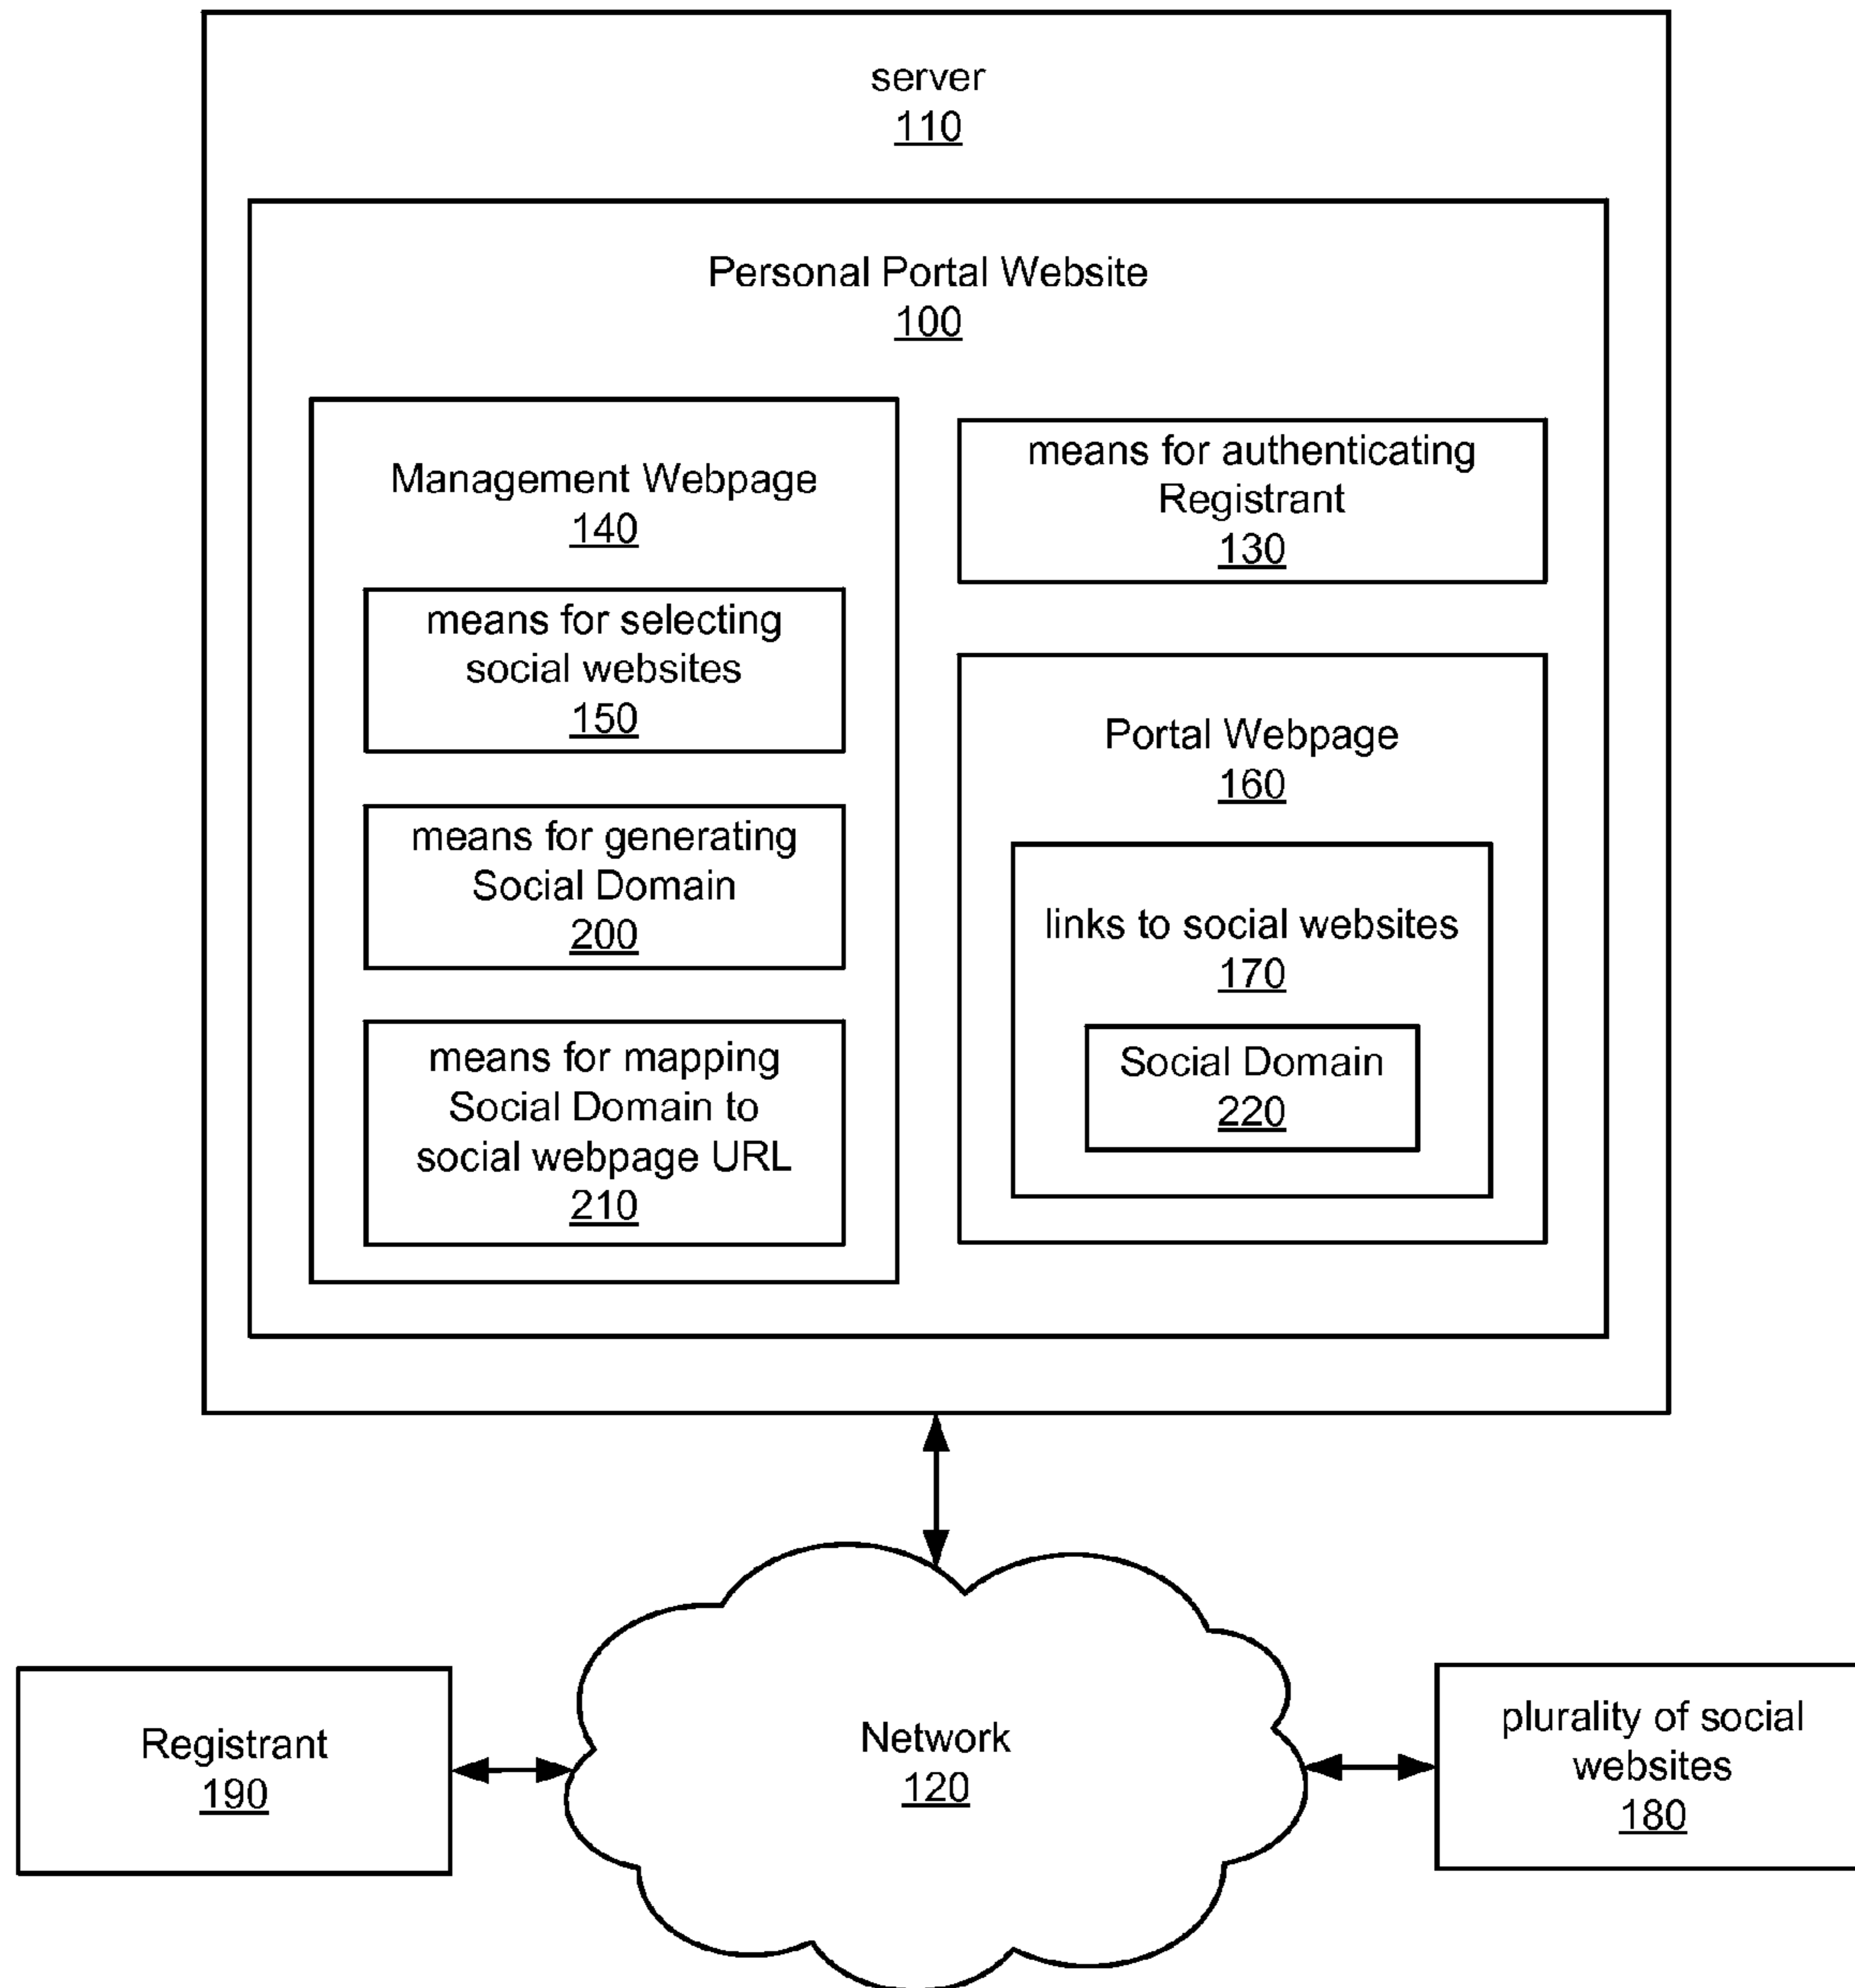 server
110
Personal Portal Website
100
Management Webpage
140
means for selecting
social websites
150
means for generating
Social Domain
200
means for mapping
Social Domain to
social webpage URL
210
means for authenticating
Registrant
130
Portal Webpage
160
links to social websites
170
Social Domain
220
Registrant
190
Network
120
plurality of social
websites
180